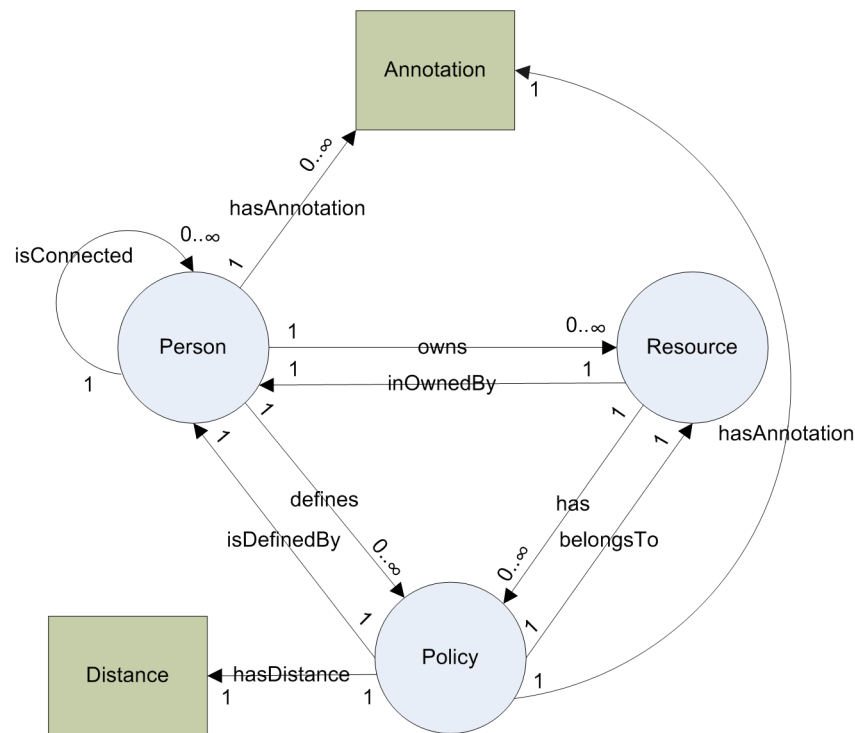 Annotation
1
0..∞
hasAnnotation
0..∞
isConnected
1
1
0..∞
Person
owns
Resource
1
1
inOwnedBy
1
1
1
1
1
hasAnnotation
defines
has
isDefinedBy
belongsTo
0..∞
0..∞
1
1
Policy
Distance
hasDistance
1
1
1